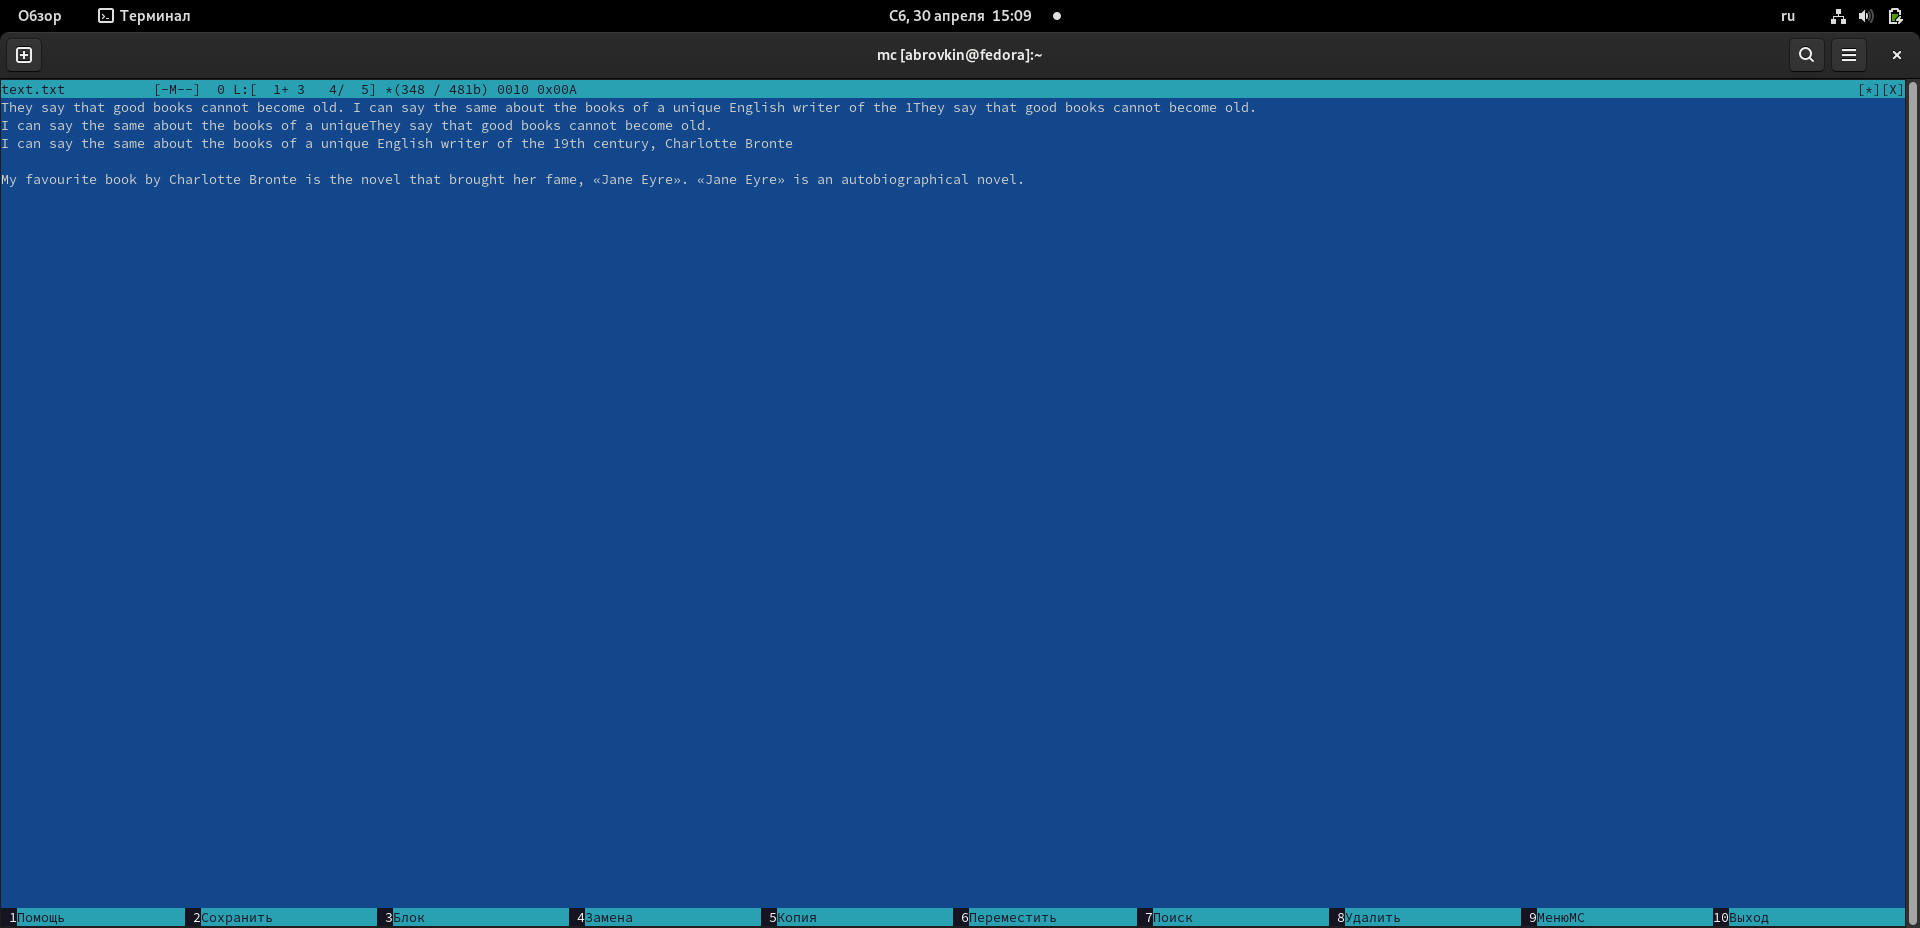 Обзор Терминал Сб, 30 апреля 15:09 ru
mc [abrovkin@fedora]:~
text.txt [-M--] 0 L:[ 1+ 3 4/ 5] *(348 / 481b) 0010 0x00A [*][X]
They say that good books cannot become old. I can say the same about the books of a unique English writer of the 1They say that good books cannot become old.
I can say the same about the books of a uniqueThey say that good books cannot become old.
I can say the same about the books of a unique English writer of the 19th century, Charlotte Bronte
My favourite book by Charlotte Bronte is the novel that brought her fame, «Jane Eyre». «Jane Eyre» is an autobiographical novel.
1Помощь 2Сохранить 3Блок 4Замена 5Копия 6Переместить 7Поиск 8Удалить 9МенюMC 10Выход